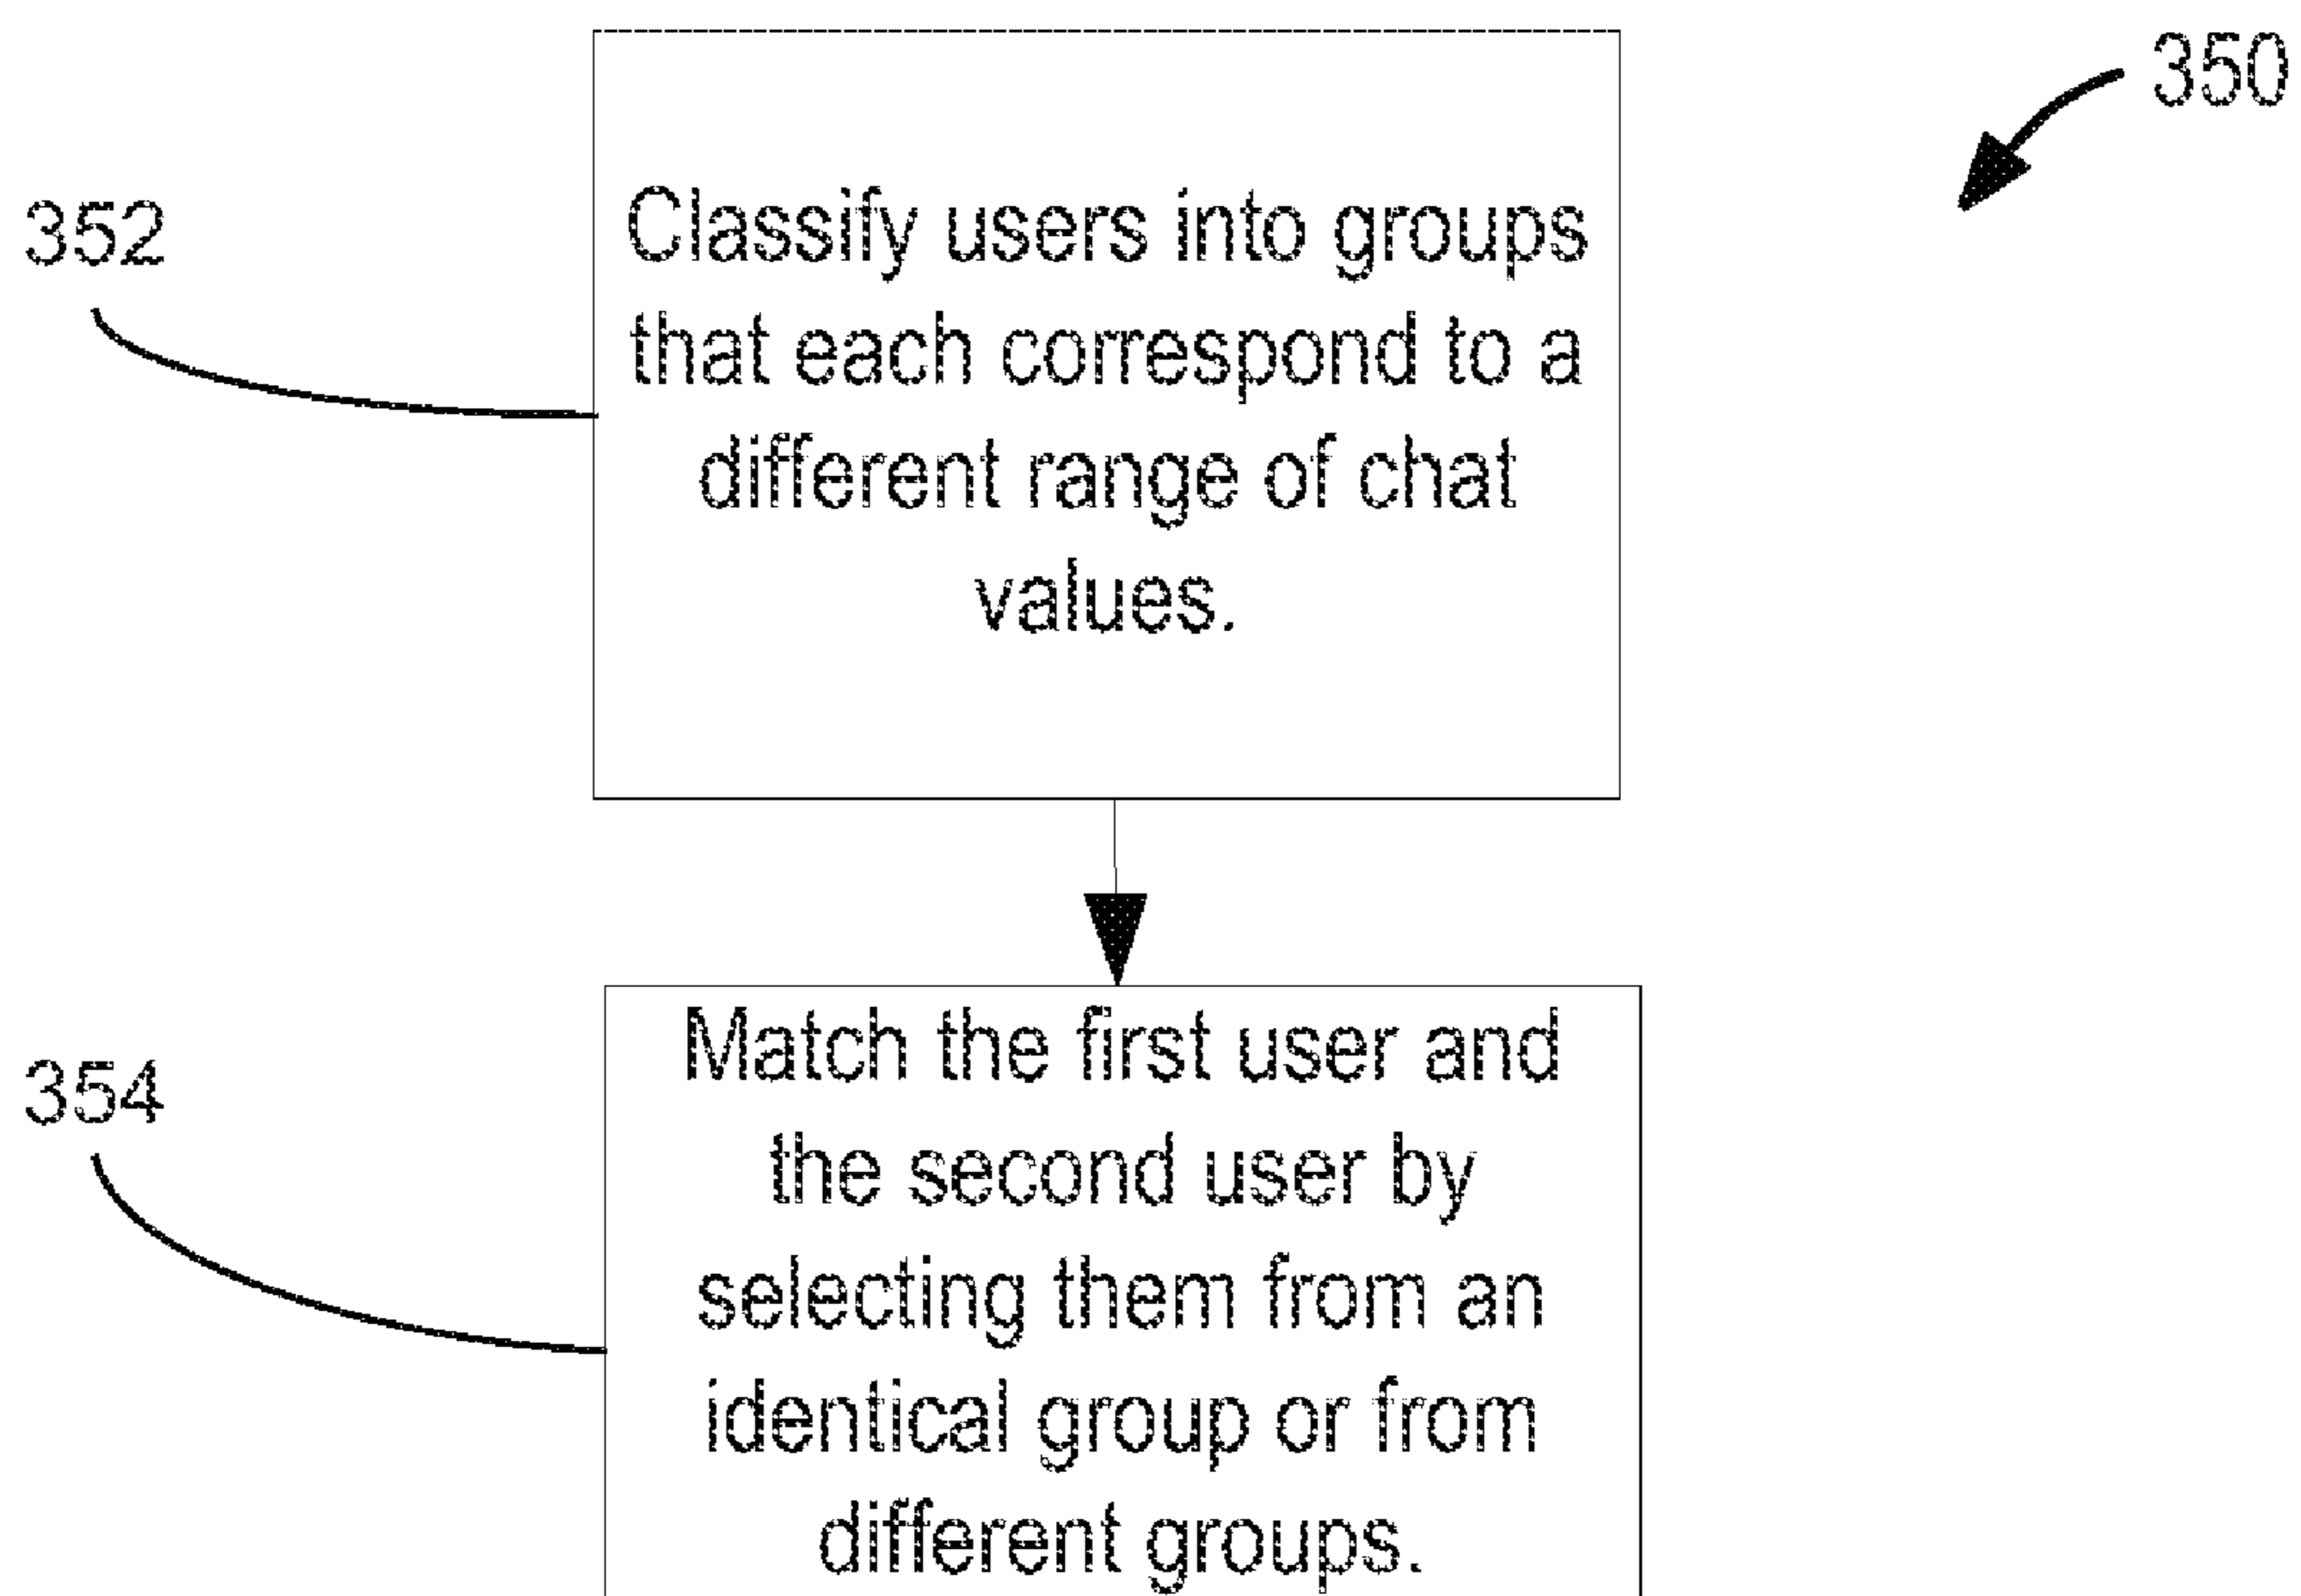 350
352
Classify users into groups
that each correspond to a
different range of chat
values.
354
Match the first user and
the second user by
selecting them from an
identical group or from
different groups.